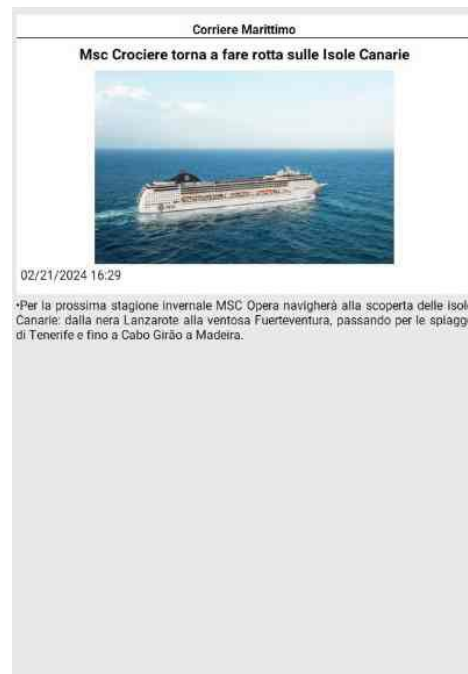 Corriere Marittimo
Msc Crociere torna a fare rotta sulle Isole Canarie
02/21/2024 16:29
•Per la prossima stagione invernale MSC Opera navigherà alla scoperta delle isol
Canarie: dalla nera Lanzarote alla ventosa Fuerteventura, passando per le spiagg
di Tenerife e fino a Cabo Girão a Madeira.